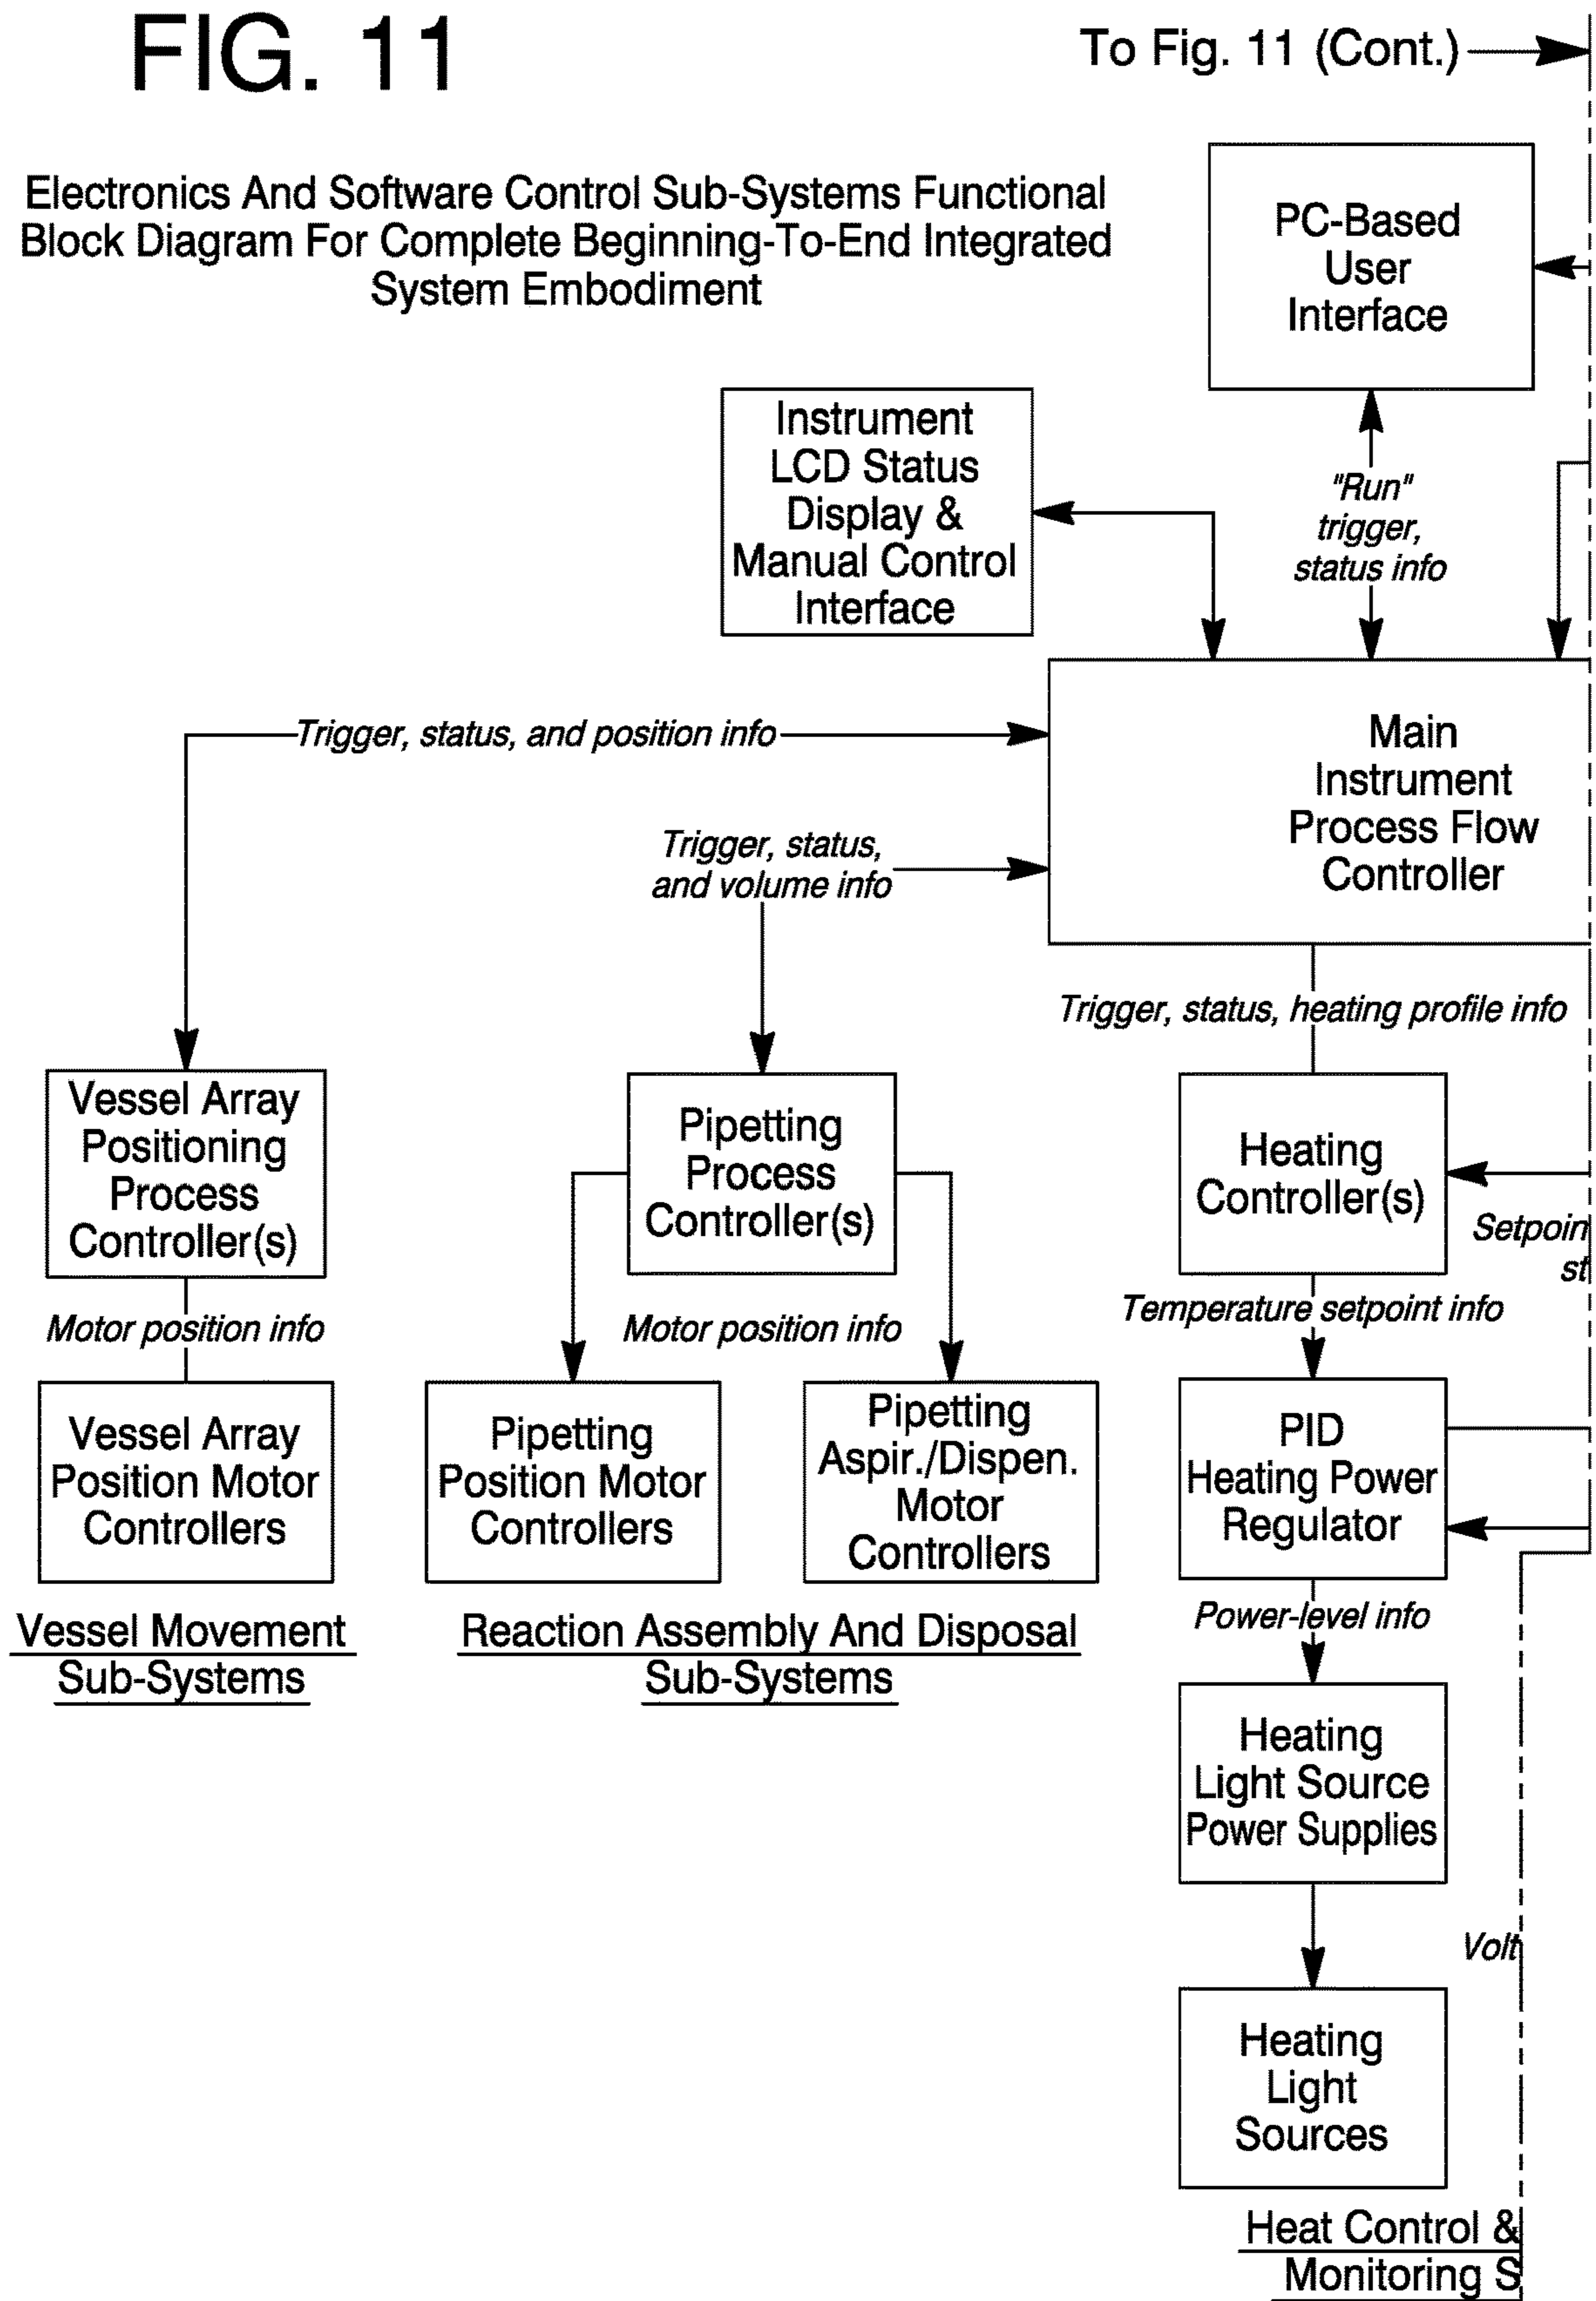 FIG. 11
To Fig. 11 (Cont.)
Electronics And Software Control Sub-Systems Functional
Block Diagram For Complete Beginning-To-End Integrated
System Embodiment
PC-Based
User
Interface
Instrument
LCD Status
Display &
Manual Control
Interface
"Run"
trigger,
status info
Trigger, status, and position info
Main
Instrument
Process Flow
Controller
Trigger, status,
and volume info
Trigger, status, heating profile info
Vessel Array
Positioning
Process
Controller(s)
Pipetting
Process
Controller(s)
Heating
Controller(s)
Setpoin
st
Motor position info
Motor position info
Temperature setpoint info
Vessel Array
Position Motor
Controllers
Pipetting
Position Motor
Controllers
Pipetting
Aspir./Dispen.
Motor
Controllers
PID
Heating Power
Regulator
Vessel Movement
Sub-Systems
Reaction Assembly And Disposal
Sub-Systems
Power-level info
Heating
Light Source
Power Supplies
Volt
Heating
Light
Sources
Heat Control &
Monitoring S